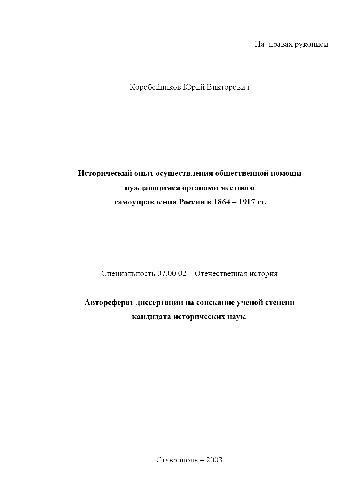 На правах рукописи
Коробейников Юрий Викторович
Исторический опыт осуществления общественной помощи
нуждающимся органами местного
самоуправления России в 1864 – 1917 гг.
Специальность 07.00.02 – Отечественная история
Автореферат диссертации на соискание ученой степени
кандидата исторических наук
Ставрополь – 2003